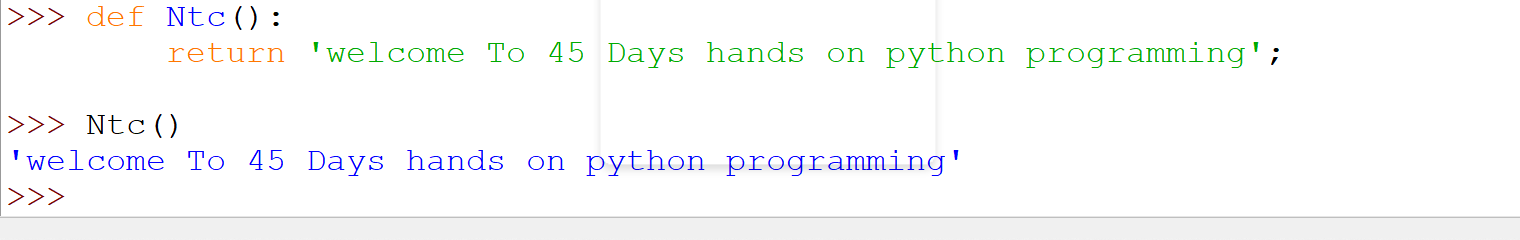 >>> def Ntc():
        return 'welcome To 45 Days hands on python programming';
>>> Ntc()
'welcome To 45 Days hands on python programming'
>>>